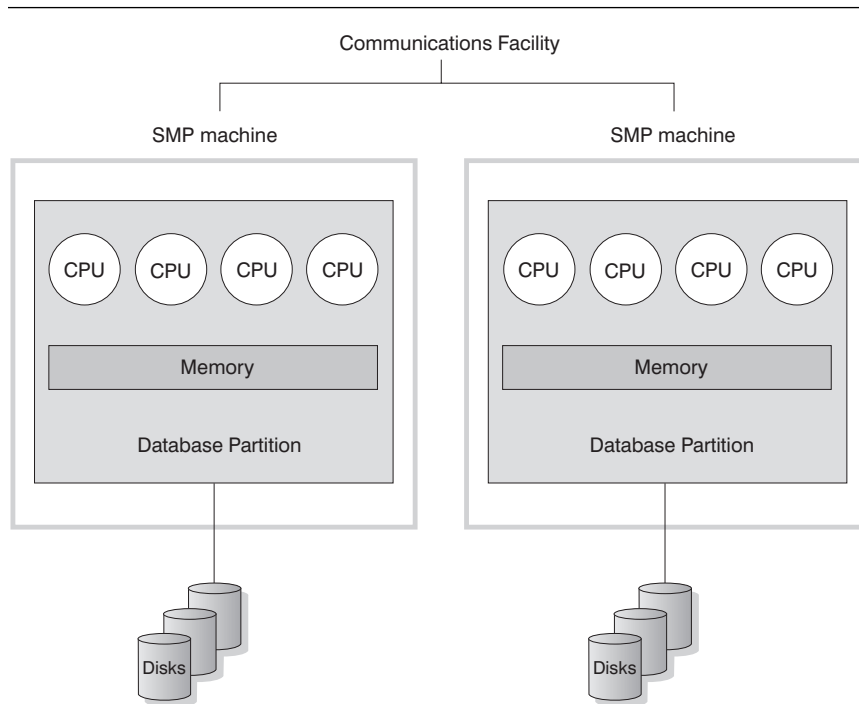 Communications Facility
SMP machine SMP machine
CPU CPU CPU CPU CPU CPU CPU CPU
Memory Memory
Database Partition Database Partition
Disks Disks